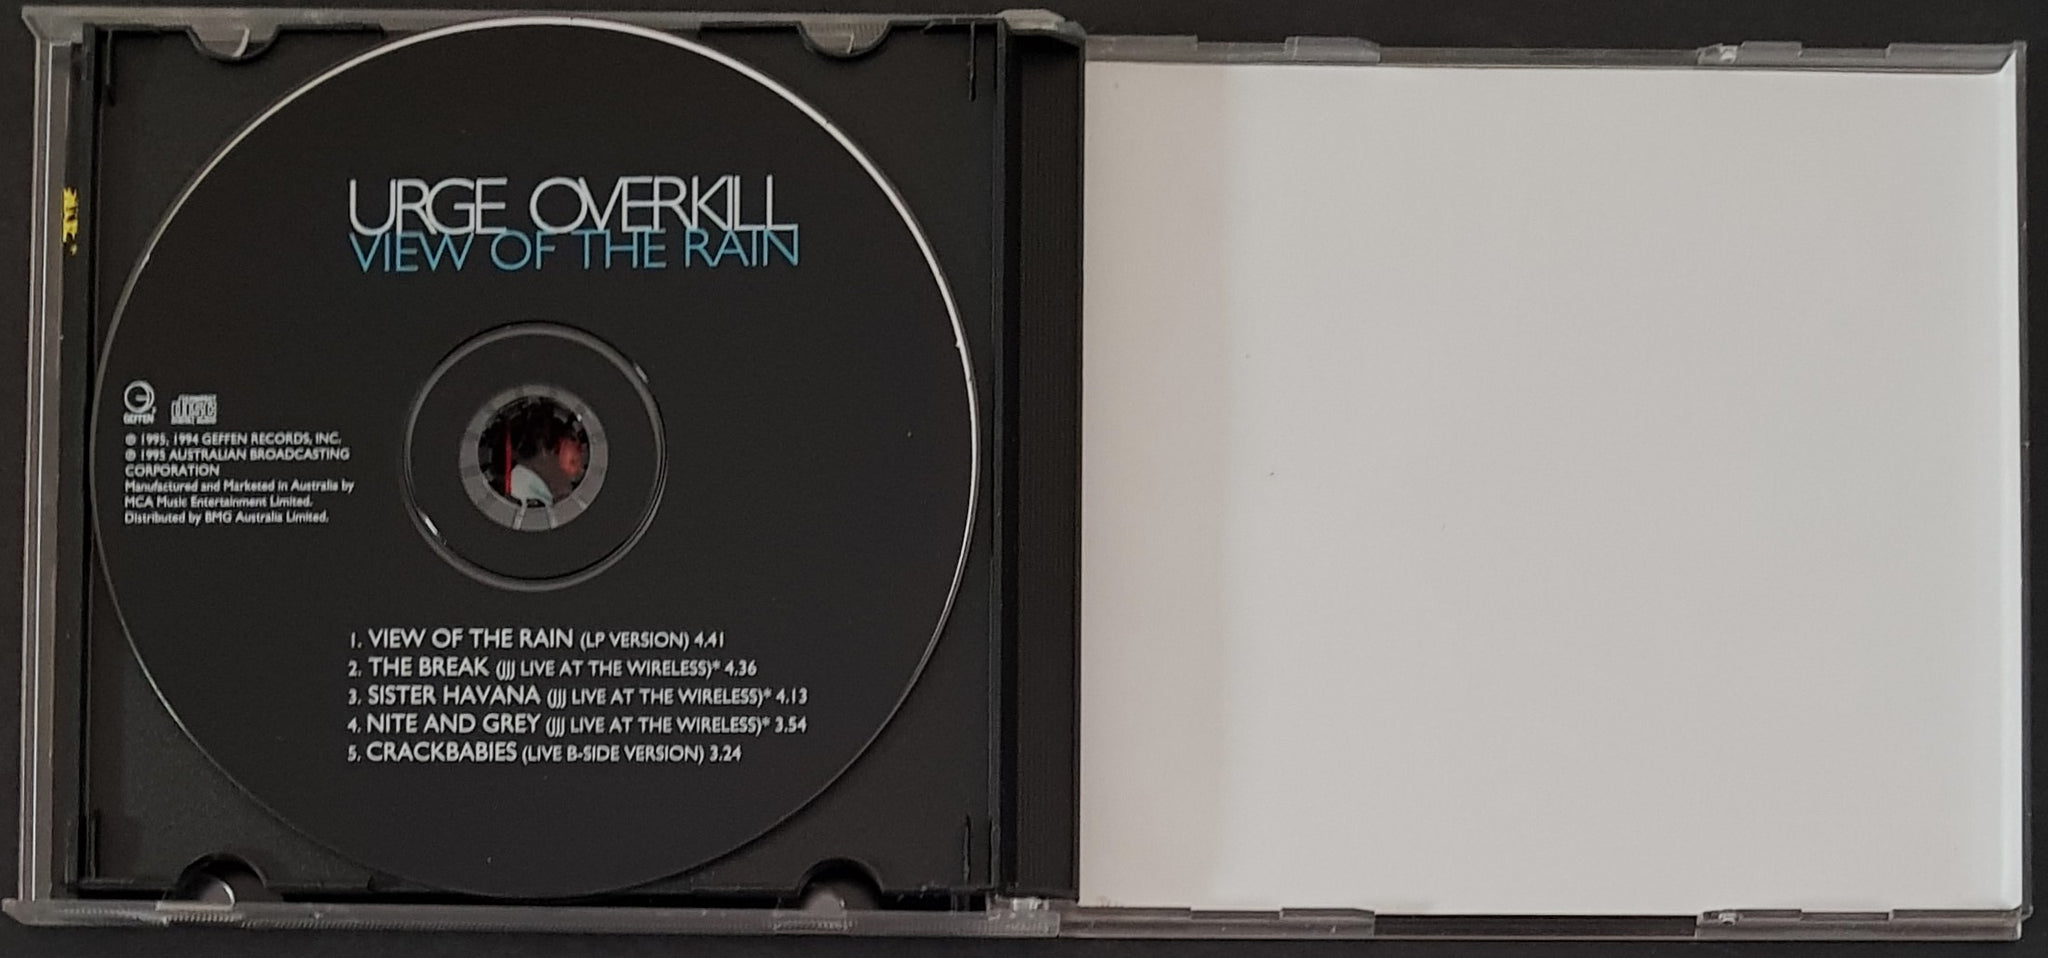 URGE OVERKILL
VIEW OF THE RAIN
GEFFEN
COMPACT
disc
DIGITAL AUDIO
℗ 1995, 1994 GEFFEN RECORDS, INC.
℗ 1995 AUSTRALIAN BROADCASTING
CORPORATION
Manufactured and Marketed in Australia by
MCA Music Entertainment Limited.
Distributed by BMG Australia Limited.
1. VIEW OF THE RAIN (LP VERSION) 4.41
2. THE BREAK (JJJ LIVE AT THE WIRELESS)* 4.36
3. SISTER HAVANA (JJJ LIVE AT THE WIRELESS)* 4.13
4. NITE AND GREY (JJJ LIVE AT THE WIRELESS)* 3.54
5. CRACKBABIES (LIVE B-SIDE VERSION) 3.24